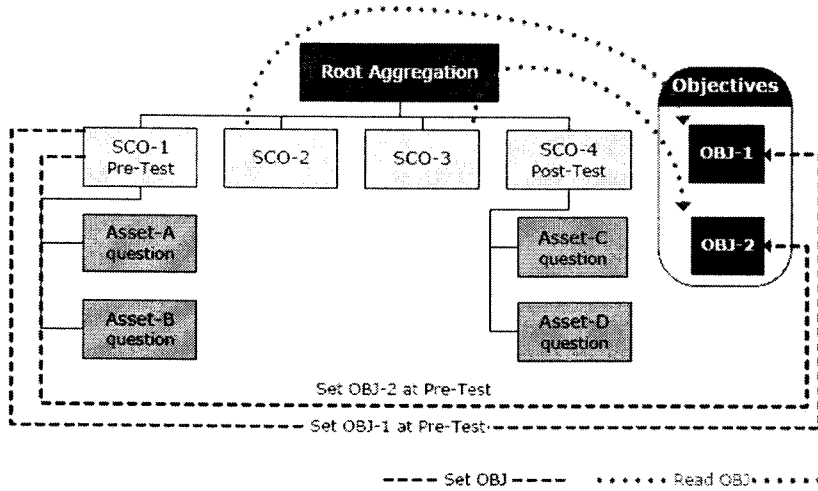 Root Aggregation
Objectives
SCO-1
Pre-Test
SCO-2
SCO-3
SCO-4
Post-Test
OBJ-1
OBJ-2
Asset-A
question
Asset-B
question
Asset-C
question
Asset-D
question
Set OBJ-2 at Pre-Test
Set OBJ-1 at Pre-Test
Set OBJ
Read OBJ